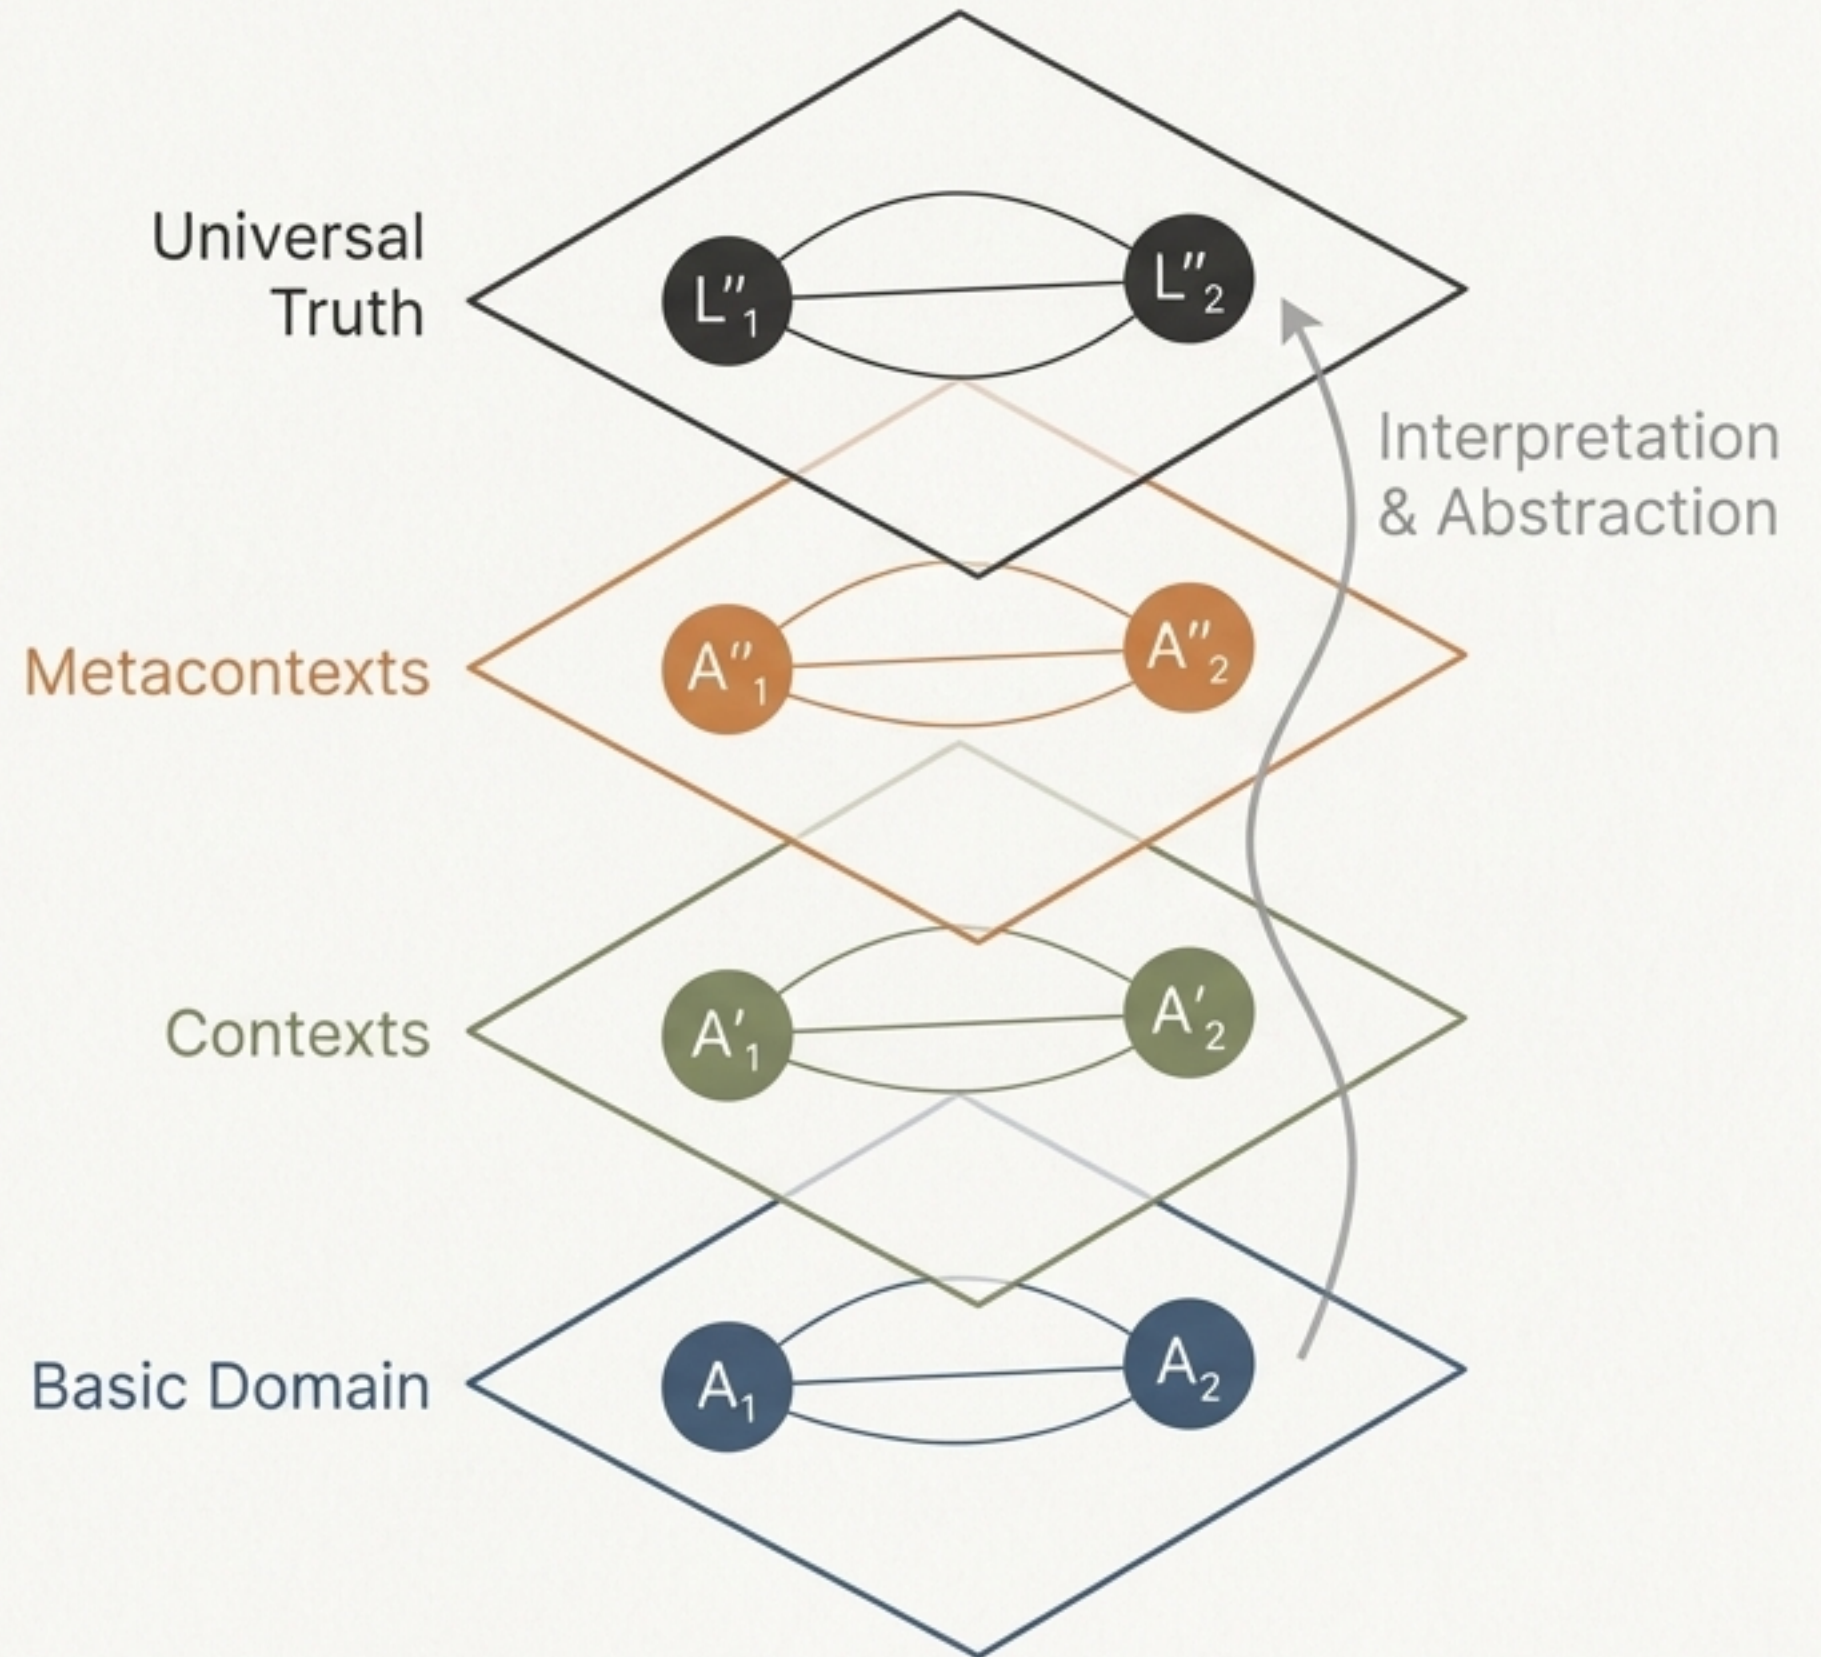 Universal
Truth
L″₁
L″₂
Interpretation
& Abstraction
Metacontexts
A″₁
A″₂
Contexts
A′₁
A′₂
Basic Domain
A₁
A₂